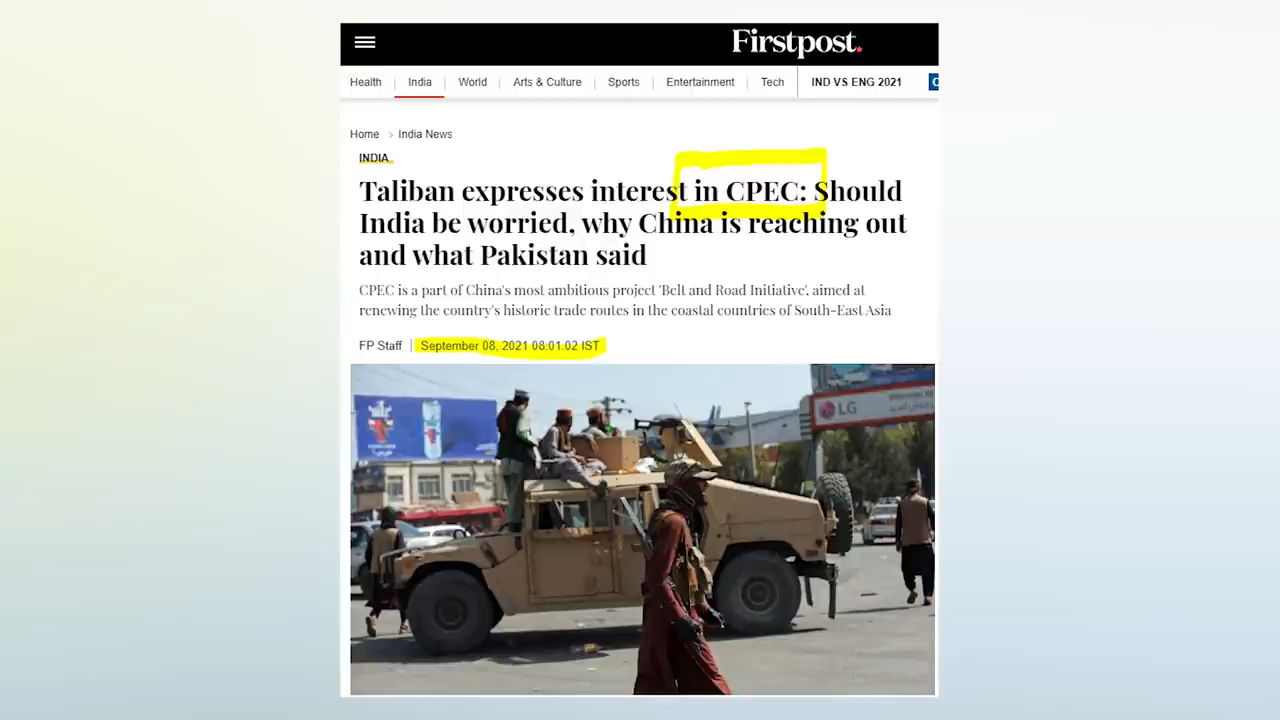 Firstpost.
Health
India
World
Arts & Culture
Sports
Entertainment
Tech
IND VS ENG 2021
Home > India News
INDIA
Taliban expresses interest in CPEC: Should
India be worried, why China is reaching out
and what Pakistan said
CPEC is a part of China's most ambitious project 'Belt and Road Initiative', aimed at
renewing the country's historic trade routes in the coastal countries of South-East Asia
FP Staff | September 08, 2021 08:01:02 IST
LG